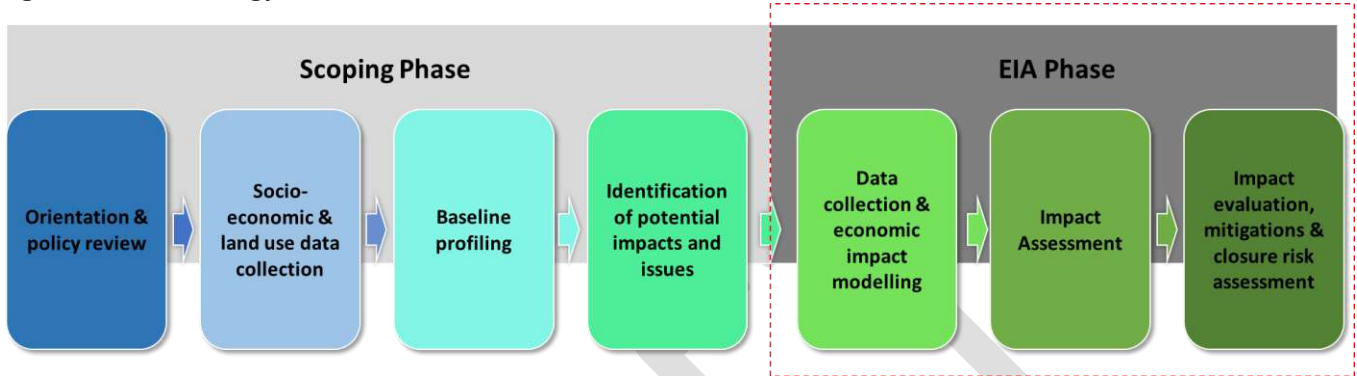 Scoping Phase
EIA Phase
Orientation &
policy review
Socio-
economic &
land use data
collection
Baseline
profiling
Identification
of potential
impacts and
issues
Data
collection &
economic
impact
modelling
Impact
Assessment
Impact
evaluation,
mitigations &
closure risk
assessment